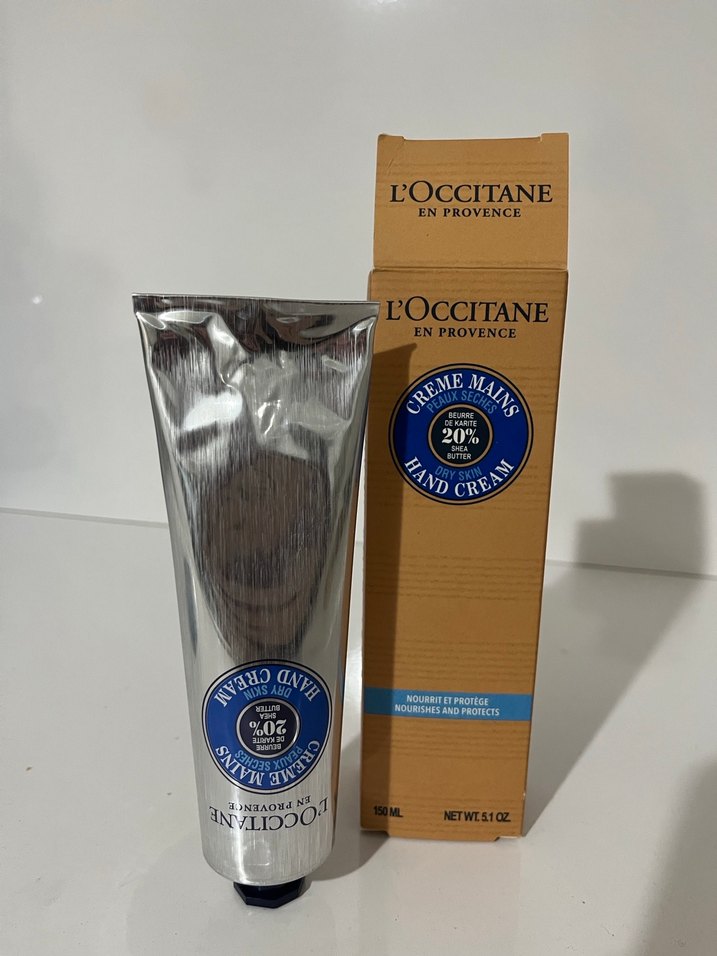 L'OCCITANE
EN PROVENCE
L'OCCITANE
EN PROVENCE
CREME MAINS
PEAUX SECHES
BEURRE
DE KARITE
20%
SHEA
BUTTER
DRY SKIN
HAND CREAM
NOURRIT ET PROTÈGE
NOURISHES AND PROTECTS
150 ML NET WT. 5.1 OZ.
L'OCCITANE
EN PROVENCE
CREME MAINS
PEAUX SECHES
BEURRE
DE KARITE
20%
SHEA
BUTTER
DRY SKIN
HAND CREAM